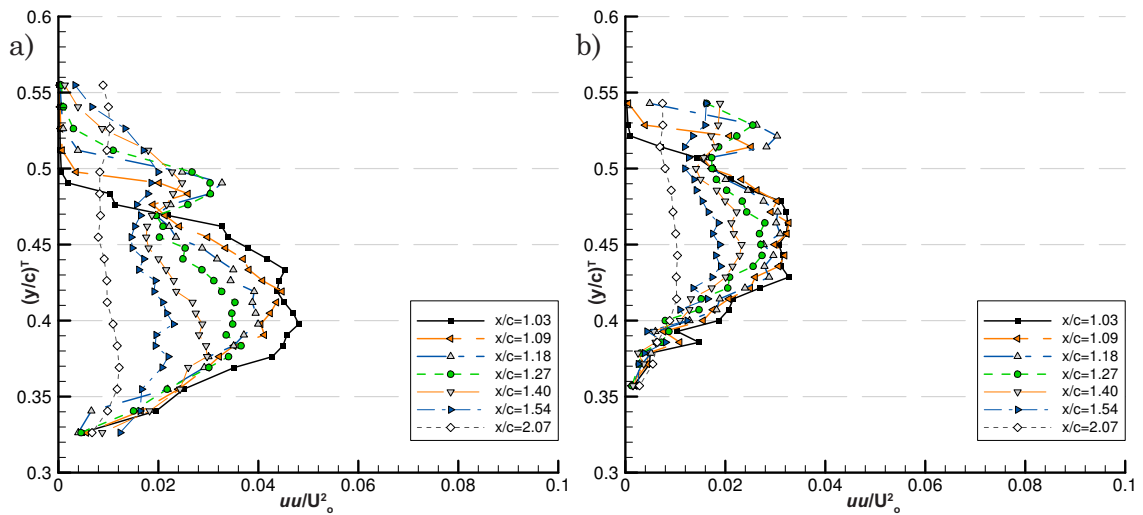 a)
0.6
0.55
0.5
0.45
0.4
0.35
0.3
(y/c)ᵀ
0
0.02
0.04
0.06
0.08
0.1
uu/U²ₒ
x/c=1.03
x/c=1.09
x/c=1.18
x/c=1.27
x/c=1.40
x/c=1.54
x/c=2.07
b)
0.6
0.55
0.5
0.45
0.4
0.35
0.3
(y/c)ᵀ
0
0.02
0.04
0.06
0.08
0.1
uu/U²ₒ
x/c=1.03
x/c=1.09
x/c=1.18
x/c=1.27
x/c=1.40
x/c=1.54
x/c=2.07